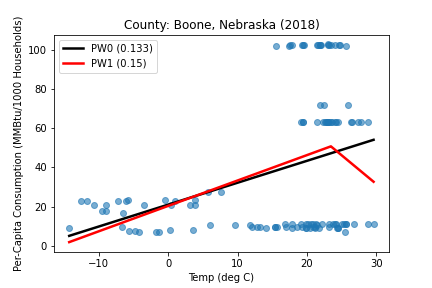 County: Boone, Nebraska (2018)
Per-Capita Consumption (MMBtu/1000 Households)
100
80
60
40
20
0
PW0 (0.133)
PW1 (0.15)
−10
0
10
20
30
Temp (deg C)